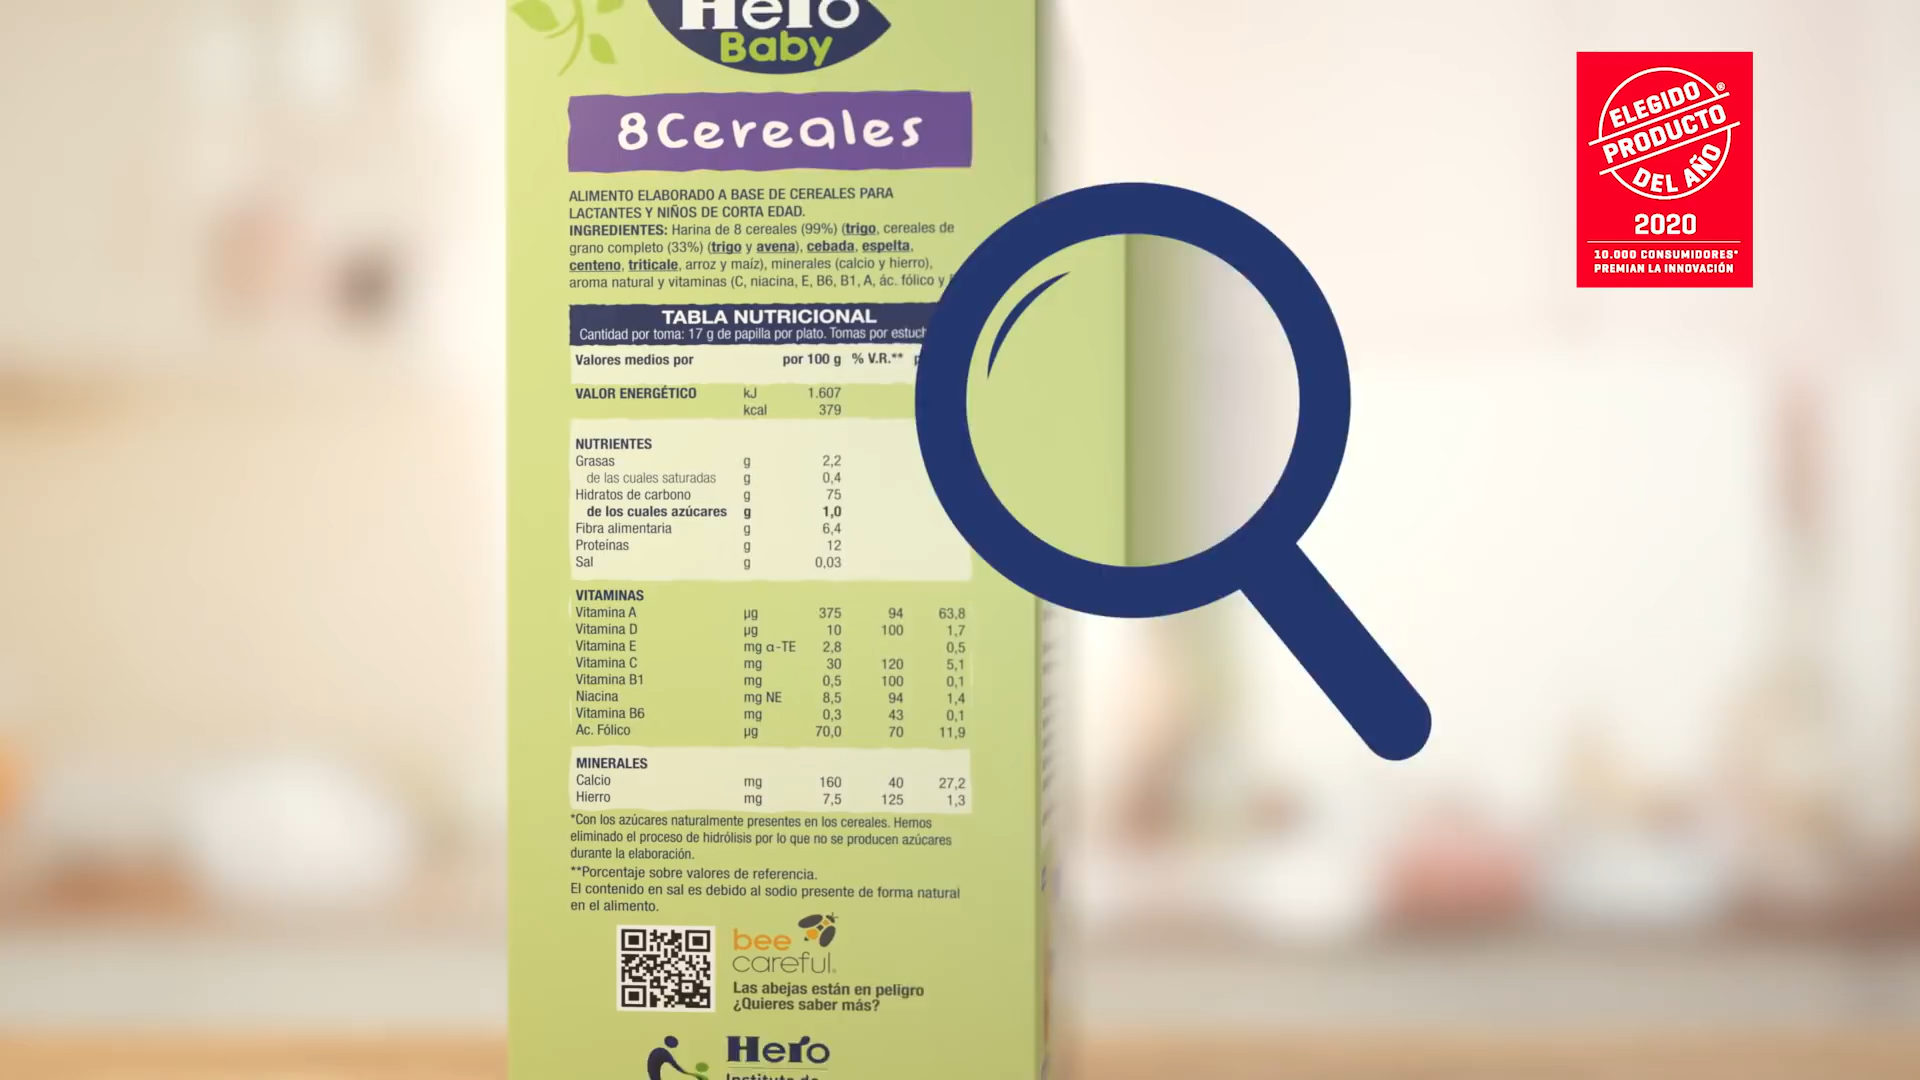 Hero
Baby
8Cereales
ALIMENTO ELABORADO A BASE DE CEREALES PARA
LACTANTES Y NIÑOS DE CORTA EDAD.
INGREDIENTES: Harina de 8 cereales (99%) (trigo, cereales de
grano completo (33%) (trigo y avena), cebada, espelta,
centeno, triticale, arroz y maíz), minerales (calcio y hierro),
aroma natural y vitaminas (C, niacina, E, B6, B1, A, ác. fólico y
TABLA NUTRICIONAL
Cantidad por toma: 17 g de papilla por plato. Tomas por
Valores medios por por 100 g % V.R.**
VALOR ENERGÉTICO kJ 1.607
kcal 379
NUTRIENTES
Grasas g 2,2
de las cuales saturadas g 0,4
Hidratos de carbono g 75
de los cuales azúcares g 1,0
Fibra alimentaria g 6,4
Proteínas g 12
Sal g 0,03
VITAMINAS
Vitamina A µg 375 94 63,8
Vitamina D µg 10 100 1,7
Vitamina E mg α-TE 2,8 0,5
Vitamina C mg 30 120 5,1
Vitamina B1 mg 0,5 100 0,1
Niacina mg NE 8,5 94 1,4
Vitamina B6 mg 0,3 43 0,1
Ac. Fólico µg 70,0 70 11,9
MINERALES
Calcio mg 160 40 27,2
Hierro mg 7,5 125 1,3
*Con los azúcares naturalmente presentes en los cereales. Hemos
eliminado el proceso de hidrólisis por lo que no se producen azúcares
durante la elaboración.
**Porcentaje sobre valores de referencia.
El contenido en sal es debido al sodio presente de forma natural
en el alimento.
bee
careful.
Las abejas están en peligro
¿Quieres saber más?
Hero
Instituto de
ELEGIDO®
PRODUCTO
DEL AÑO
2020
10.000 CONSUMIDORES*
PREMIAN LA INNOVACIÓN